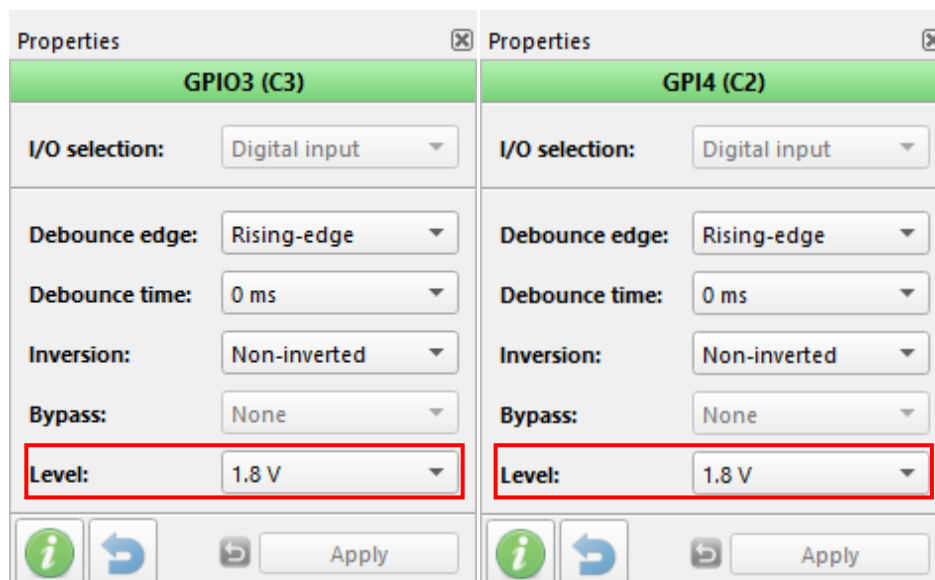 Properties
GPIO3 (C3)
I/O selection: Digital input
Debounce edge: Rising-edge
Debounce time: 0 ms
Inversion: Non-inverted
Bypass: None
Level: 1.8 V
Apply
Properties
GPI4 (C2)
I/O selection: Digital input
Debounce edge: Rising-edge
Debounce time: 0 ms
Inversion: Non-inverted
Bypass: None
Level: 1.8 V
Apply